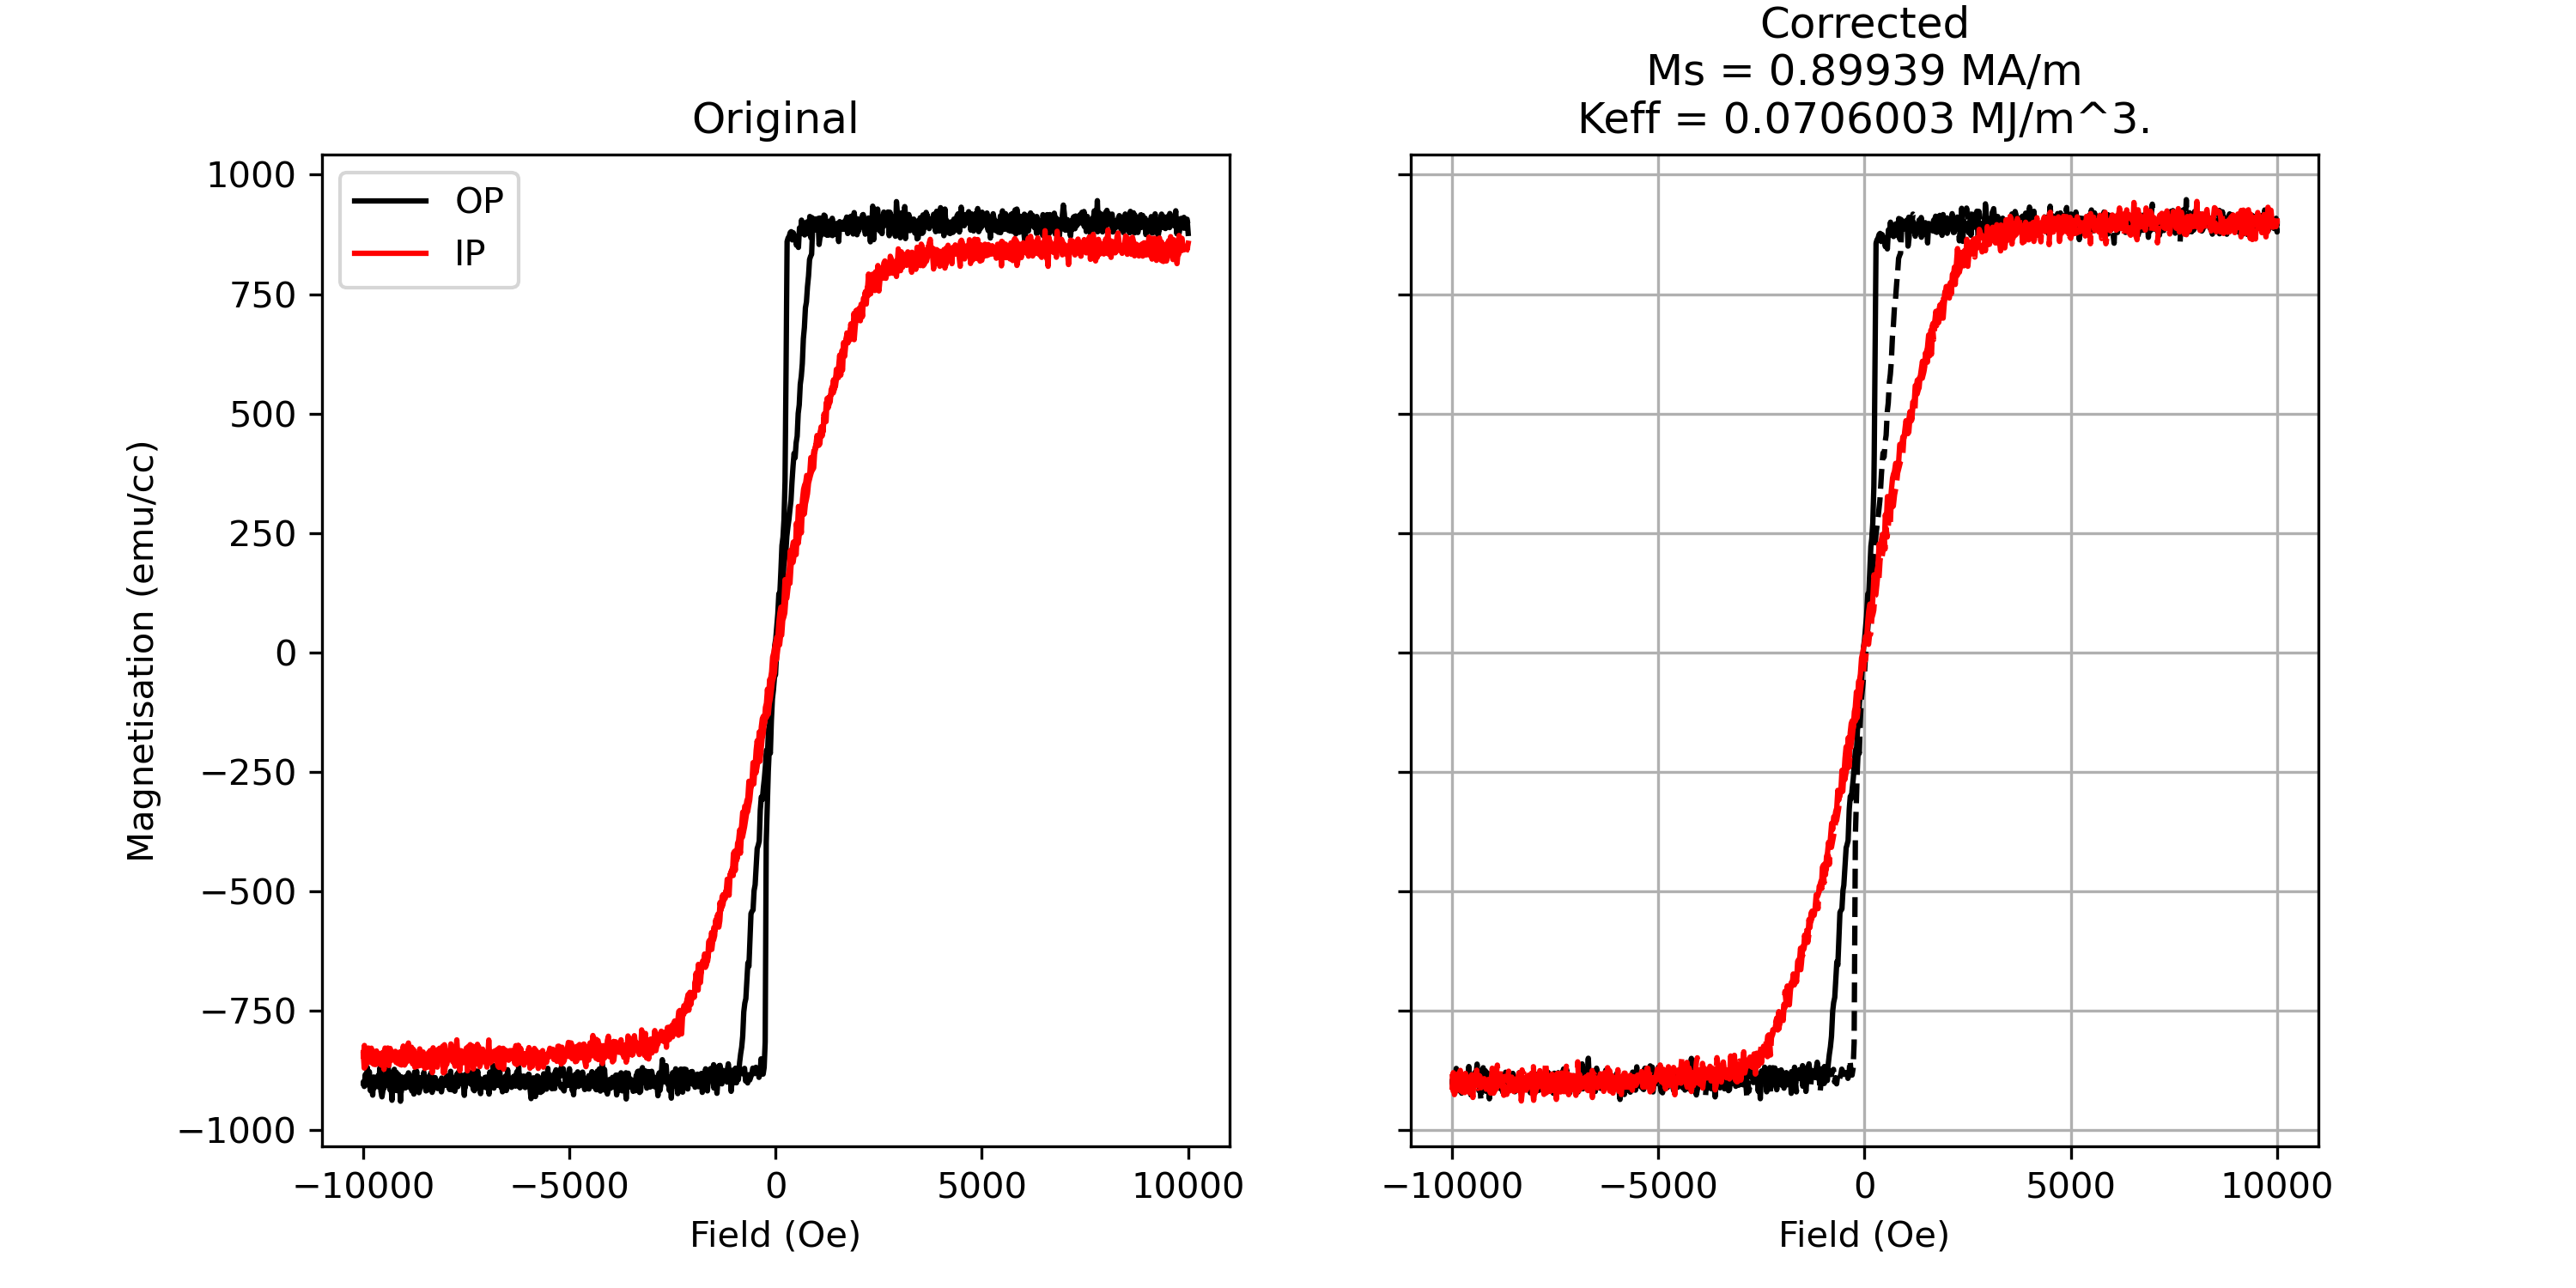 Original
1000
750
500
250
0
−250
−500
−750
−1000
Magnetisation (emu/cc)
OP
IP
−10000
−5000
0
5000
10000
Field (Oe)
Corrected
Ms = 0.89939 MA/m
Keff = 0.0706003 MJ/m^3.
−10000
−5000
0
5000
10000
Field (Oe)